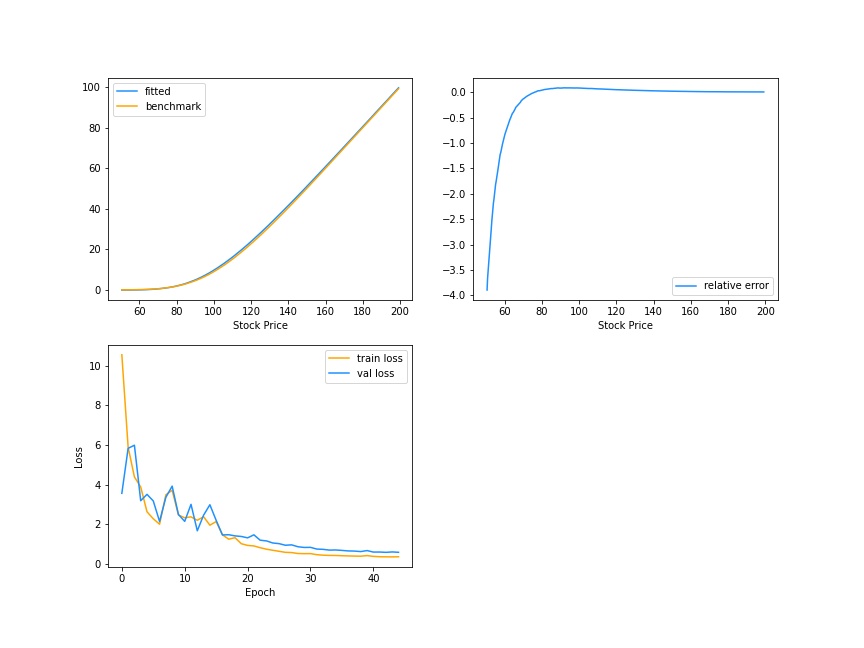 100
80
60
40
20
0
fitted
benchmark
60 80 100 120 140 160 180 200
Stock Price
0.0
−0.5
−1.0
−1.5
−2.0
−2.5
−3.0
−3.5
−4.0
relative error
60 80 100 120 140 160 180 200
Stock Price
Loss
10
8
6
4
2
0
train loss
val loss
0 10 20 30 40
Epoch